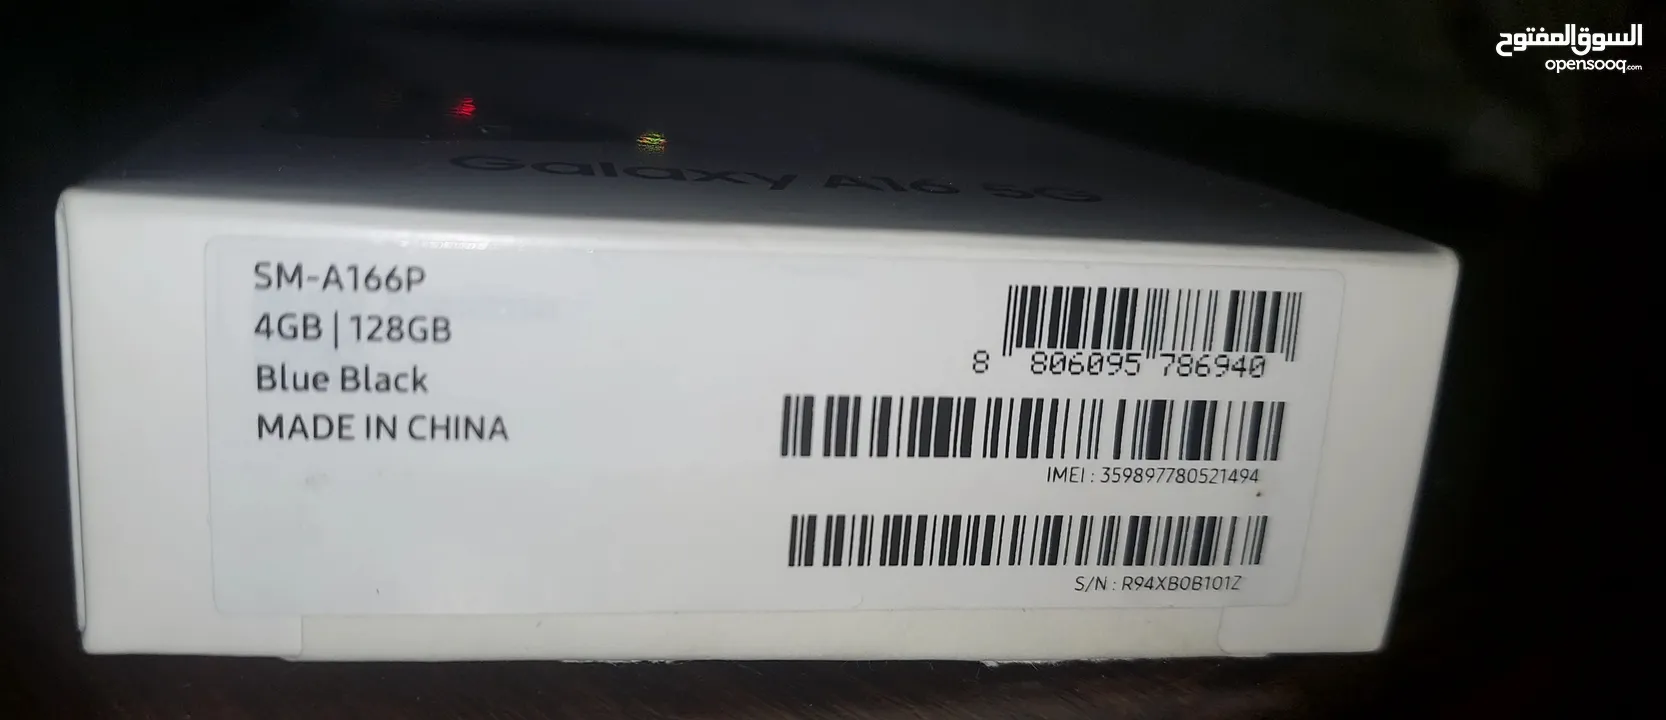 السوق المفتوح
opensooq.com
Galaxy A16 5G
SM-A166P
4GB | 128GB
Blue Black
MADE IN CHINA
8 806095 786940
IMEI : 359897780521494
S/N : R94XB0B101Z